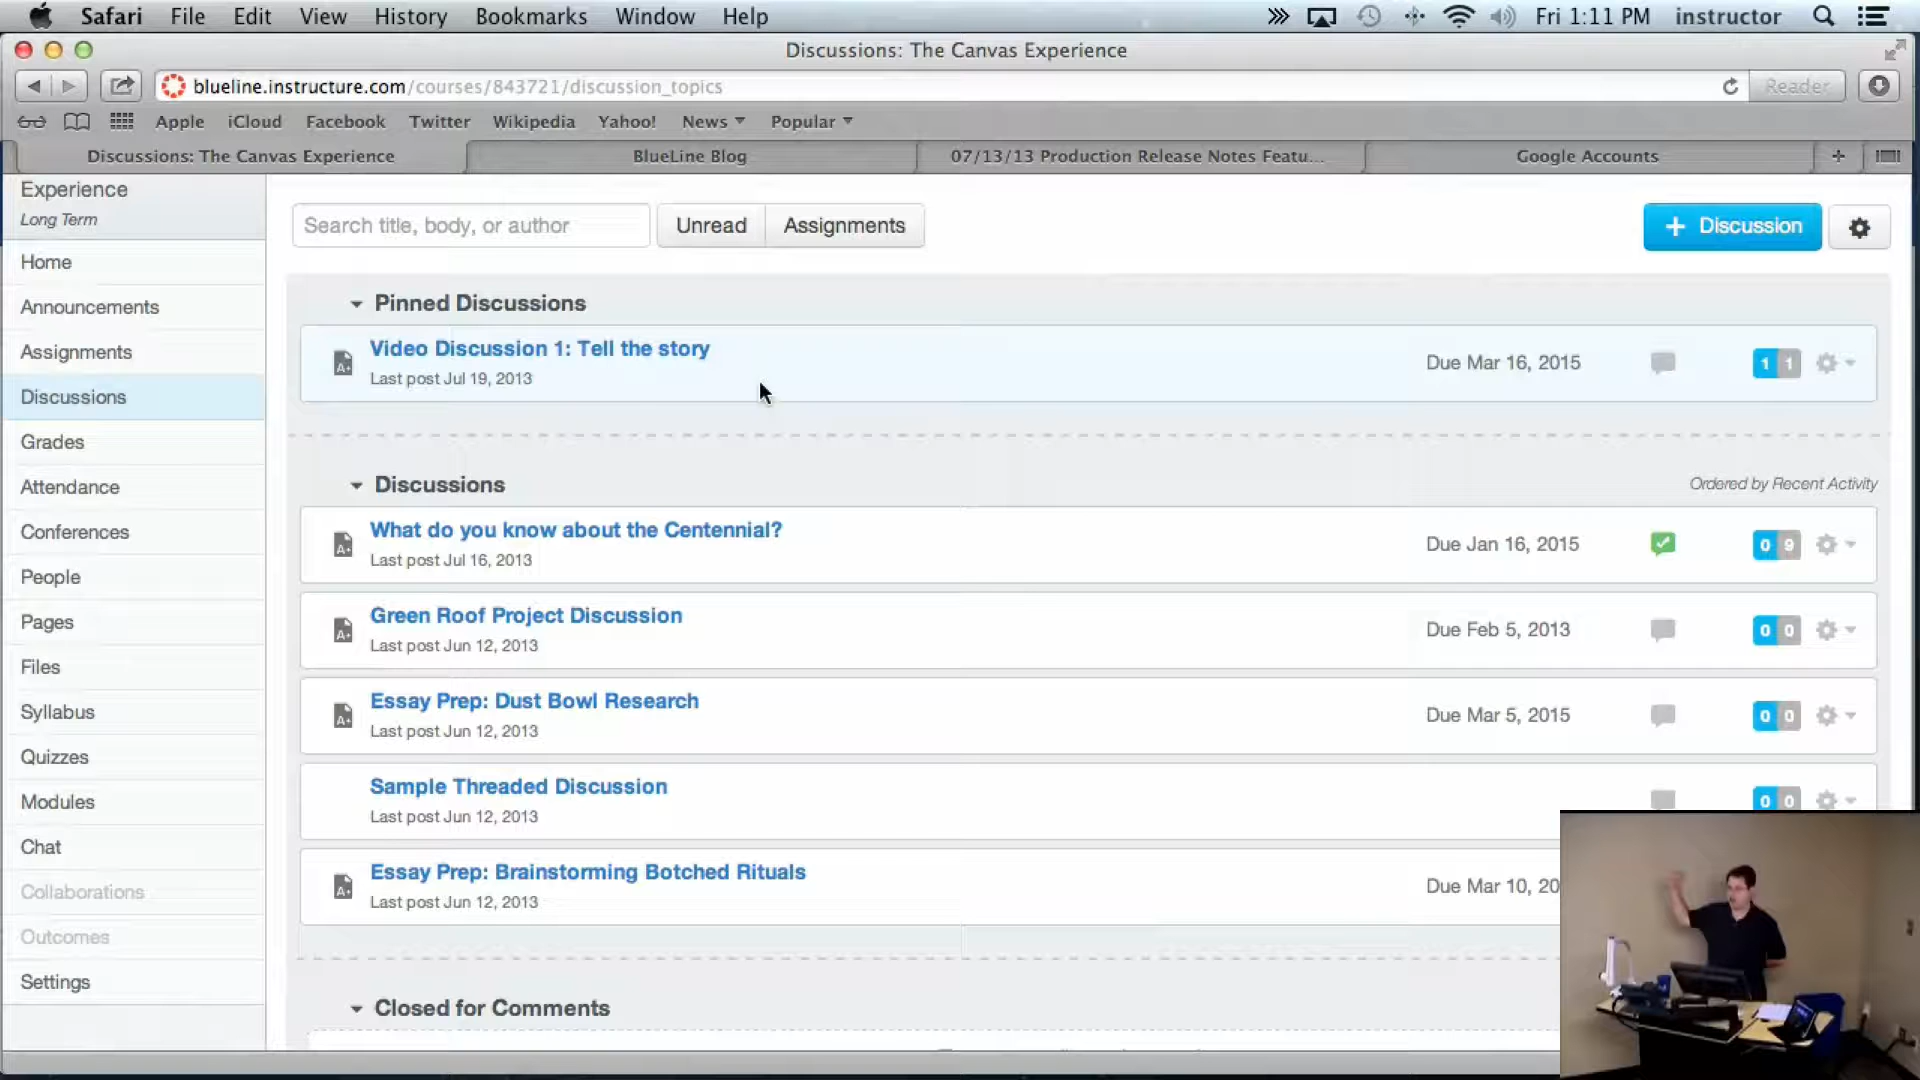 Safari File Edit View History Bookmarks Window Help Fri 1:11 PM instructor
Discussions: The Canvas Experience
blueline.instructure.com/courses/843721/discussion_topics Reader
Apple iCloud Facebook Twitter Wikipedia Yahoo! News Popular
Discussions: The Canvas Experience BlueLine Blog 07/13/13 Production Release Notes Featu... Google Accounts +
Experience
Long Term
Home
Announcements
Assignments
Discussions
Grades
Attendance
Conferences
People
Pages
Files
Syllabus
Quizzes
Modules
Chat
Collaborations
Outcomes
Settings
Search title, body, or author Unread Assignments + Discussion
Pinned Discussions
Video Discussion 1: Tell the story
Last post Jul 19, 2013
Due Mar 16, 2015 1 1
Discussions Ordered by Recent Activity
What do you know about the Centennial?
Last post Jul 16, 2013
Due Jan 16, 2015 0 9
Green Roof Project Discussion
Last post Jun 12, 2013
Due Feb 5, 2013 0 0
Essay Prep: Dust Bowl Research
Last post Jun 12, 2013
Due Mar 5, 2015 0 0
Sample Threaded Discussion
Last post Jun 12, 2013
0 0
Essay Prep: Brainstorming Botched Rituals
Last post Jun 12, 2013
Due Mar 10, 20
Closed for Comments